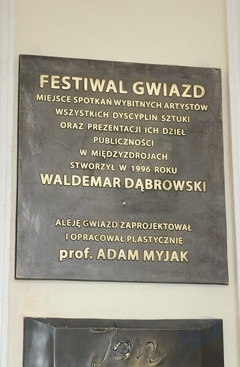 FESTIWAL GWIAZD
MIEJSCE SPOTKAŃ WYBITNYCH ARTYSTÓW
WSZYSTKICH DYSCYPLIN SZTUKI
ORAZ PREZENTACJI ICH DZIEŁ
PUBLICZNOŚCI
W MIĘDZYZDROJACH
STWORZYŁ W 1996 ROKU
WALDEMAR DĄBROWSKI
ALEJĘ GWIAZD ZAPROJEKTOWAŁ
I OPRACOWAŁ PLASTYCZNIE
prof. ADAM MYJAK
Jan